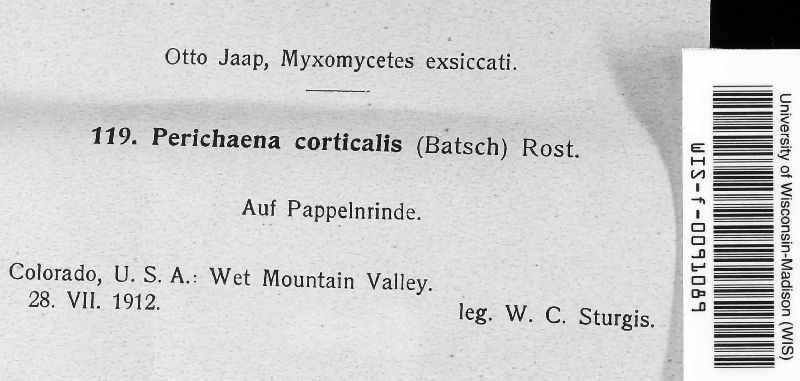 Otto Jaap, Myxomycetes exsiccati.
119. Perichaena corticalis (Batsch) Rost.
Auf Pappelnrinde.
Colorado, U. S. A.: Wet Mountain Valley.
28. VII. 1912.
leg. W. C. Sturgis.
University of Wisconsin-Madison (WIS)
WIS-f-0091089